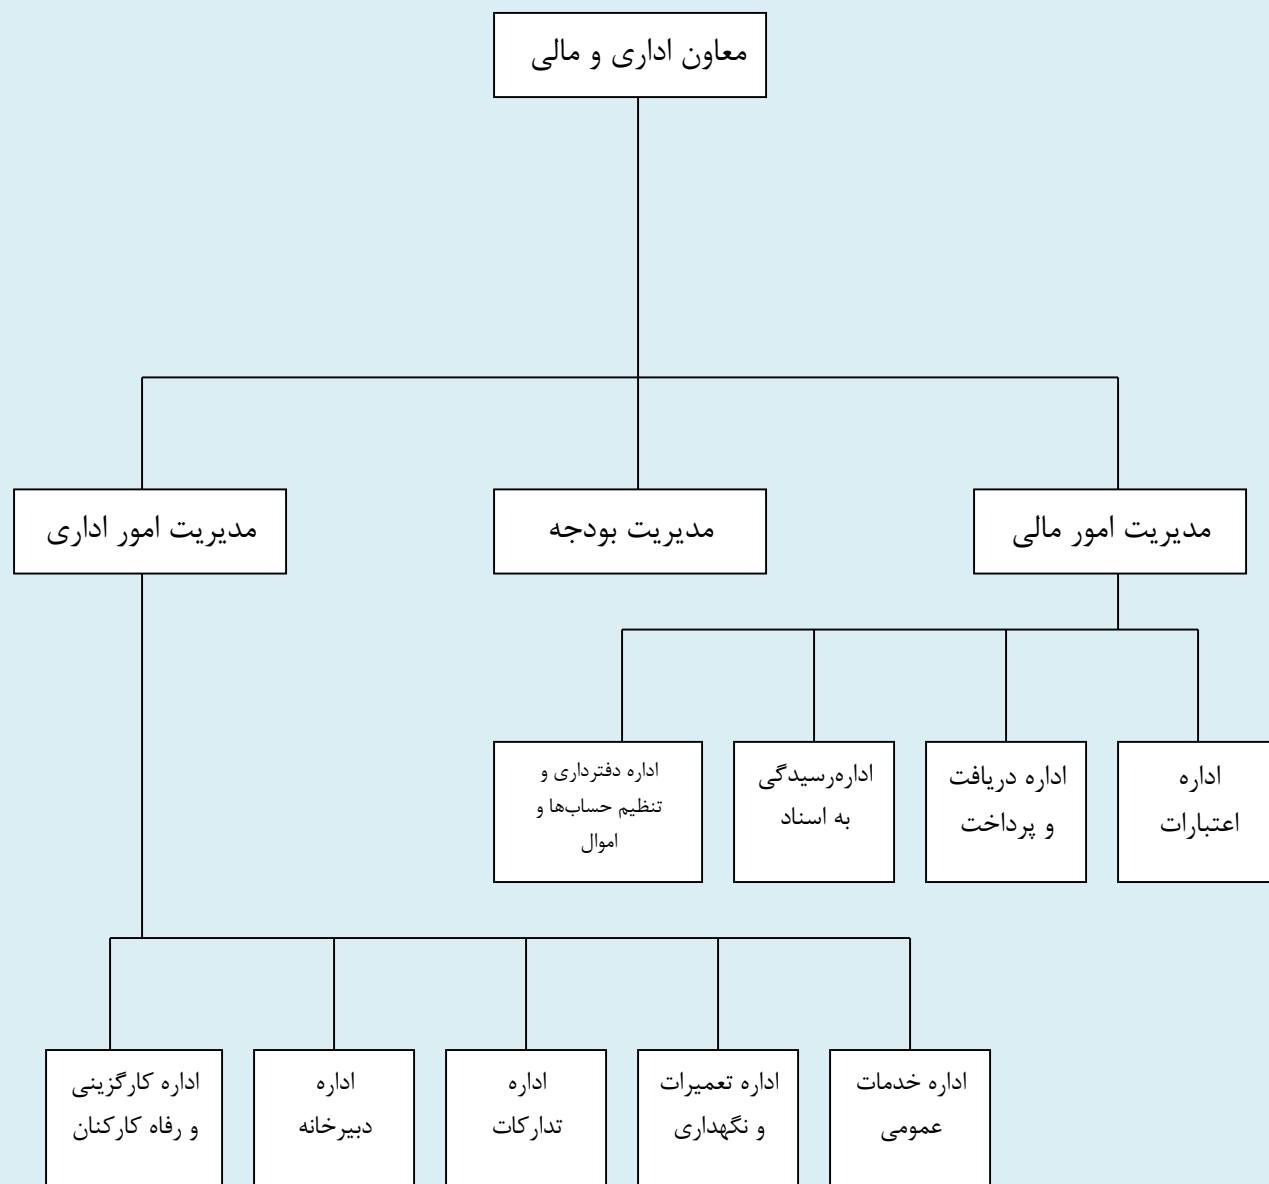 معاون اداری و مالی
مدیریت امور مالی
مدیریت بودجه
مدیریت امور اداری
اداره
اعتبارات
اداره دریافت
و پرداخت
اداره‌رسیدگی
به اسناد
اداره دفترداری و
تنظیم حساب‌ها و
اموال
اداره خدمات
عمومی
اداره تعمیرات
و نگهداری
اداره
تدارکات
اداره
دبیرخانه
اداره کارگزینی
و رفاه کارکنان